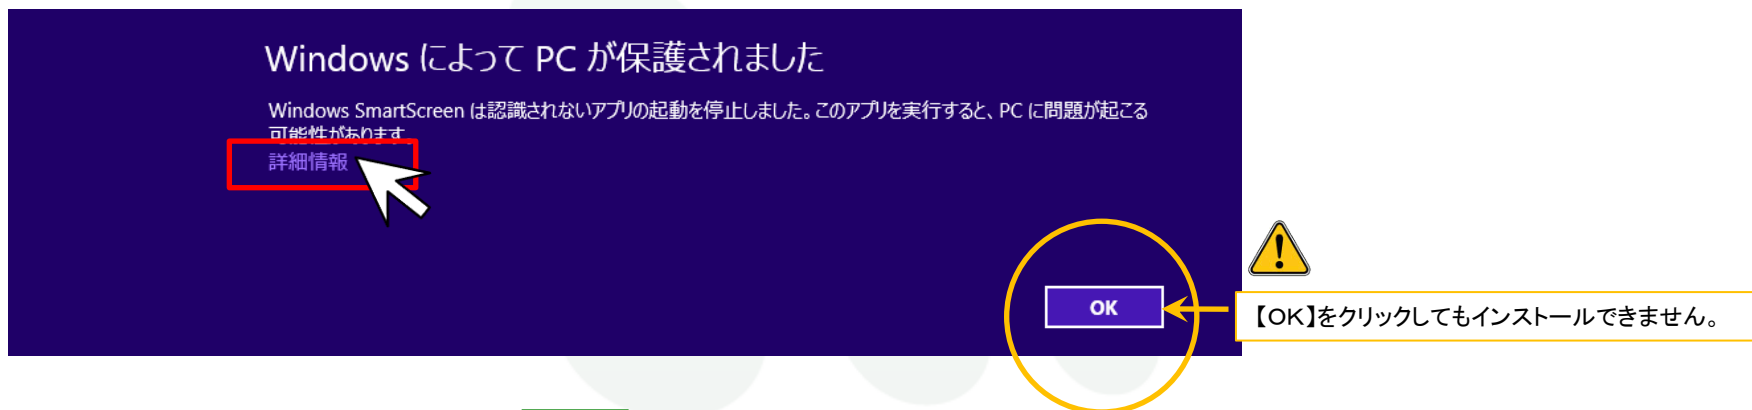 Windows によって PC が保護されました
Windows SmartScreen は認識されないアプリの起動を停止しました。このアプリを実行すると、PC に問題が起こる
可能性があります。
詳細情報
OK
【OK】をクリックしてもインストールできません。